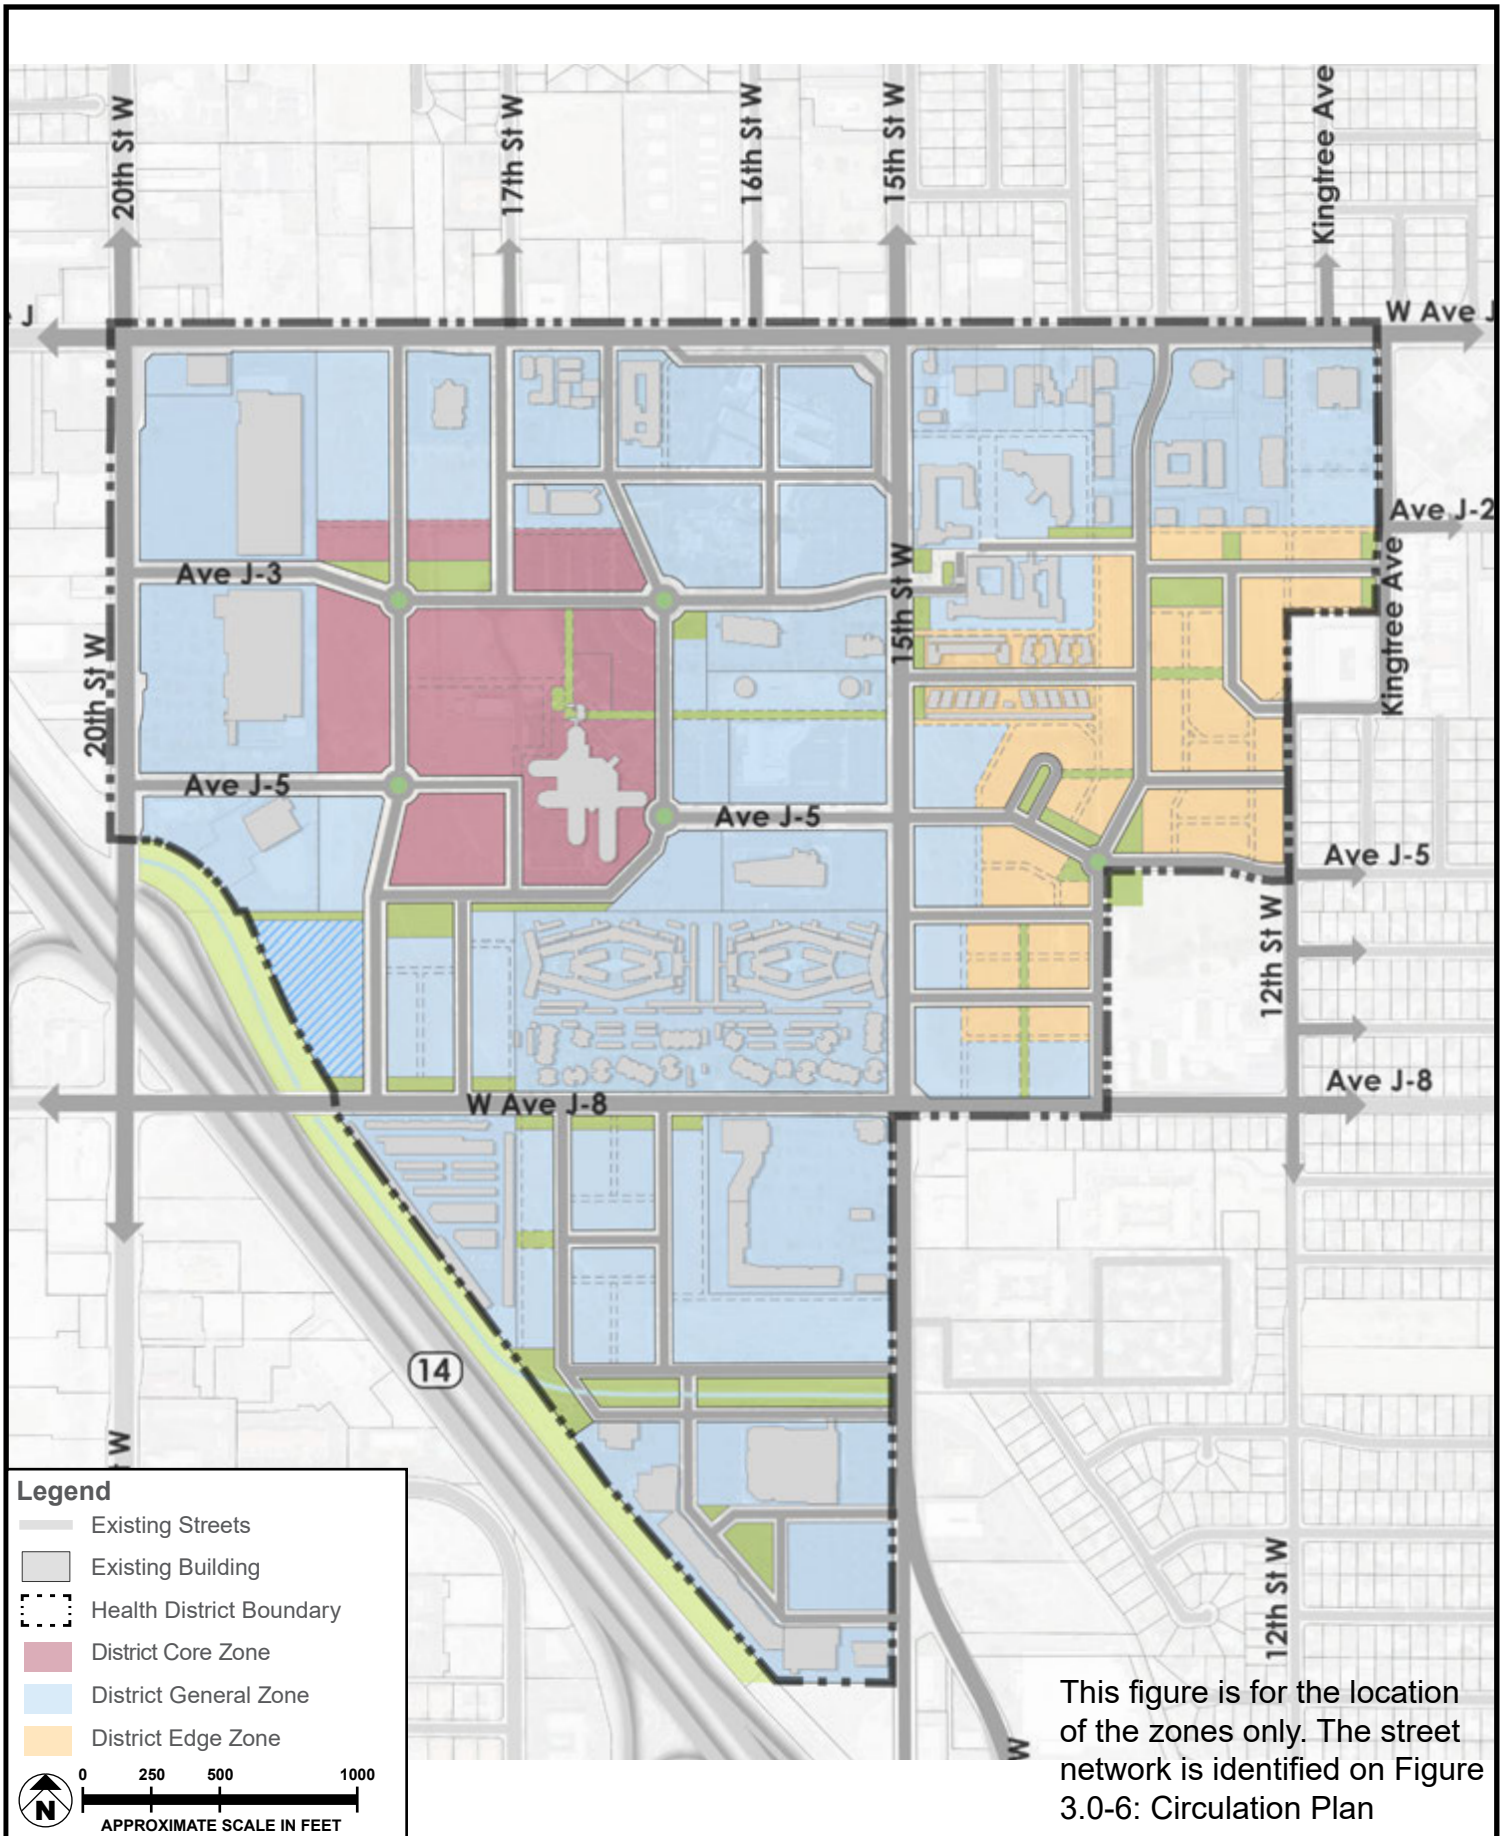 20th St W
17th St W
16th St W
15th St W
Kingtree Ave
J
W Ave J
Ave J-2
Ave J-3
15th St W
Kingtree Ave
20th St W
Ave J-5
Ave J-5
Ave J-5
12th St W
Ave J-8
W Ave J-8
14
W
12th St W
W
Legend
Existing Streets
Existing Building
Health District Boundary
District Core Zone
District General Zone
District Edge Zone
N
0 250 500 1000
APPROXIMATE SCALE IN FEET
This figure is for the location
of the zones only. The street
network is identified on Figure
3.0-6: Circulation Plan